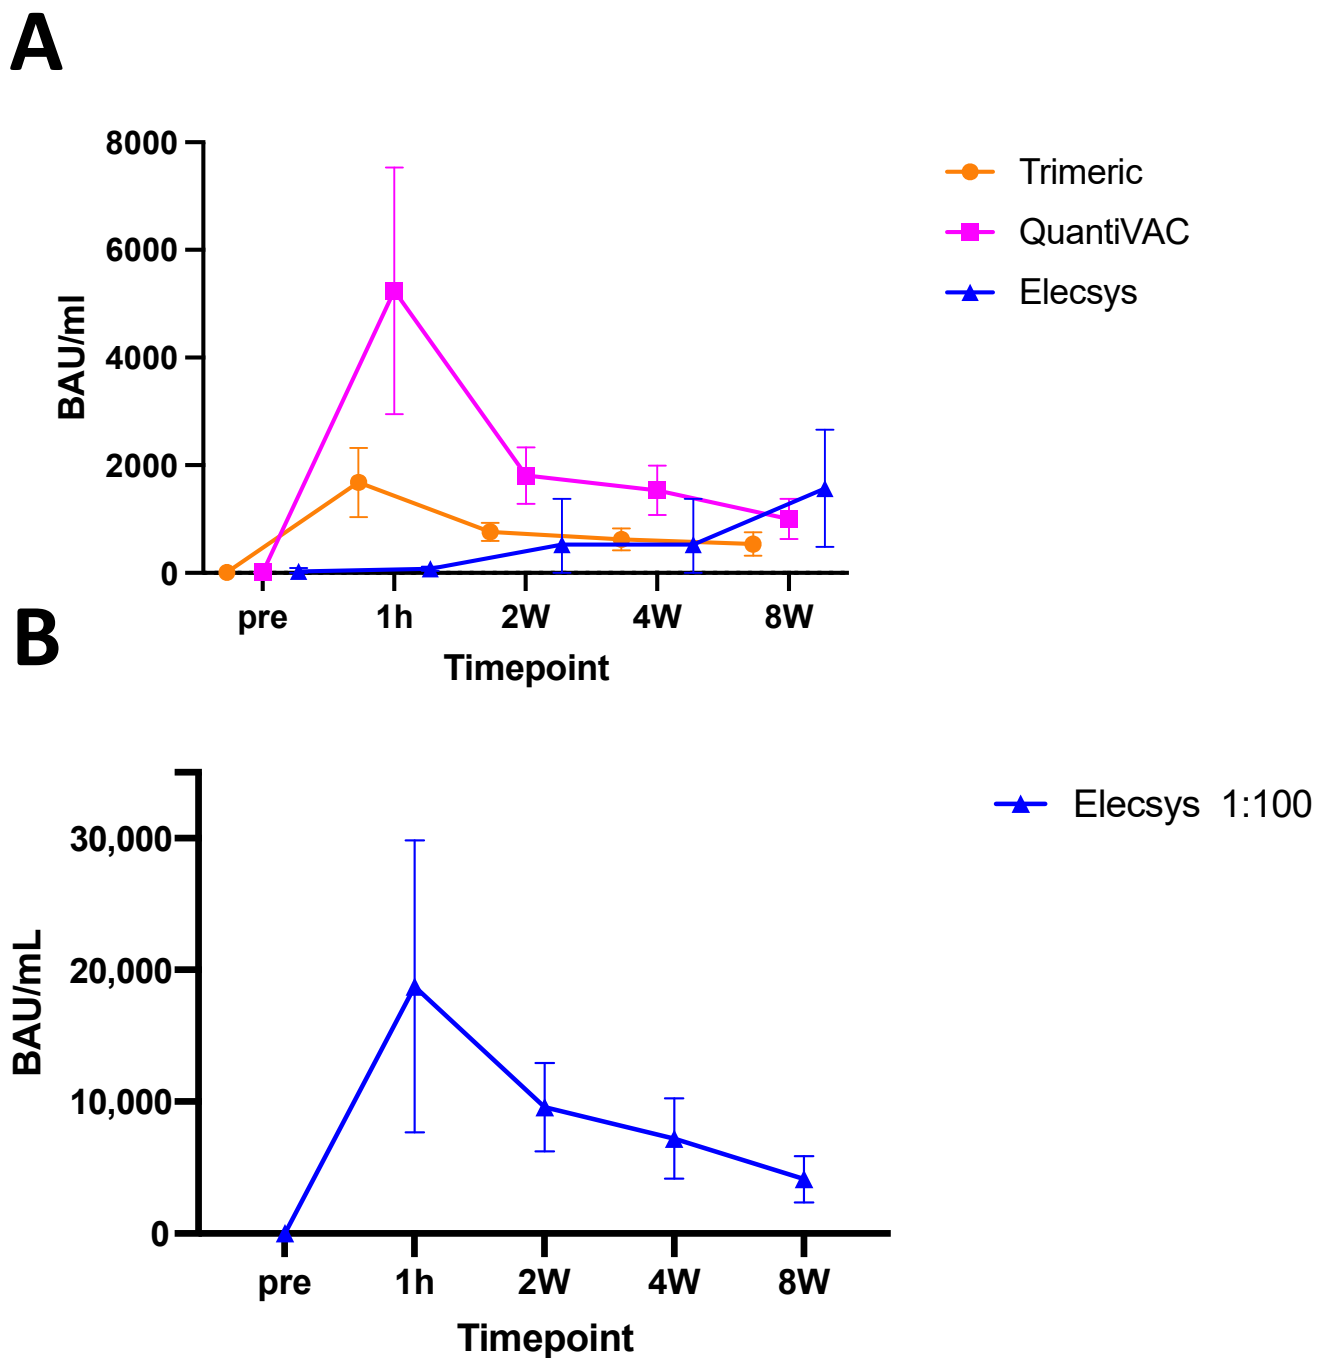 A
8000
6000
4000
2000
0
BAU/ml
pre 1h 2W 4W 8W
Timepoint
Trimeric
QuantiVAC
Elecsys
B
30,000
20,000
10,000
0
BAU/mL
pre 1h 2W 4W 8W
Timepoint
Elecsys 1:100